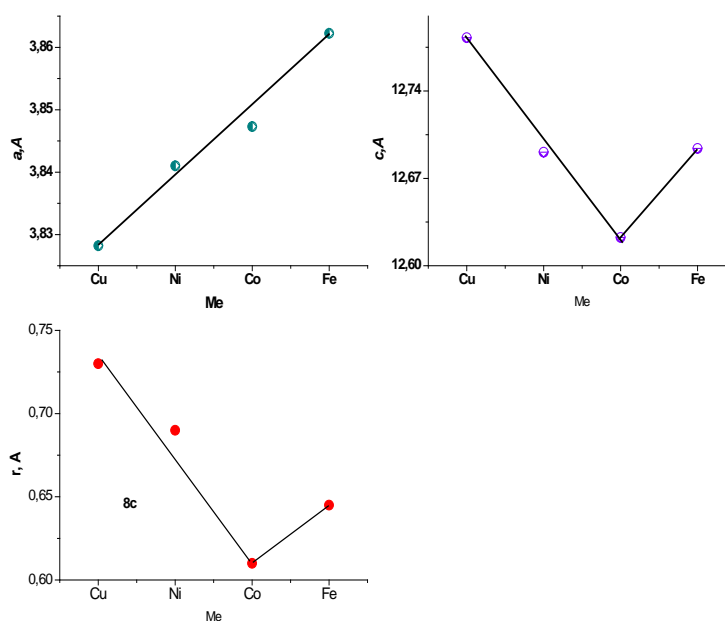 a,A
3,86
3,85
3,84
3,83
Cu Ni Co Fe
Me
c,A
12,74
12,67
12,60
Cu Ni Co Fe
Me
r, A
0,75
0,70
0,65
0,60
8c
Cu Ni Co Fe
Me